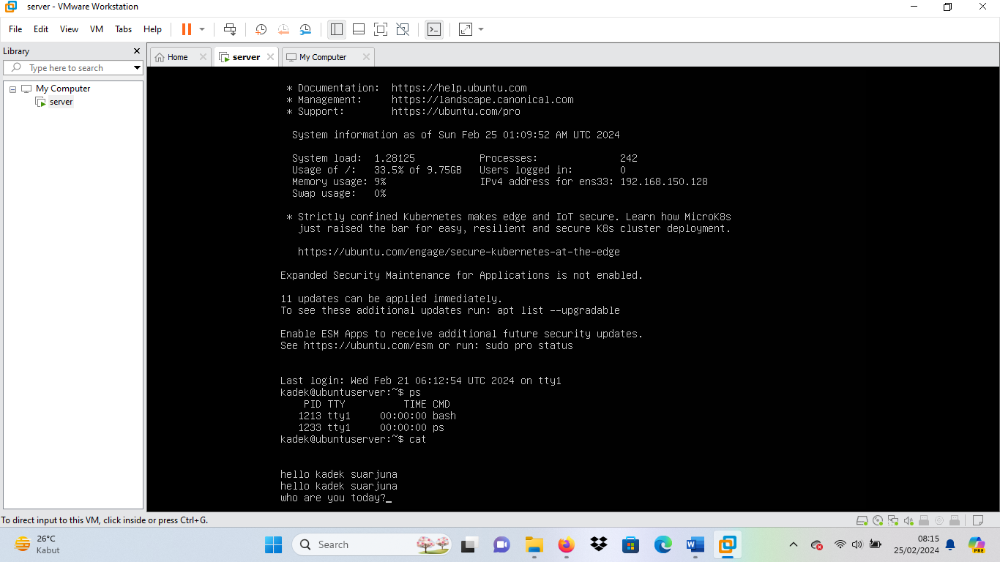 server - VMware Workstation
File Edit View VM Tabs Help
Library
Type here to search
My Computer
server
Home server My Computer
* Documentation: https://help.ubuntu.com
* Management: https://landscape.canonical.com
* Support: https://ubuntu.com/pro
System information as of Sun Feb 25 01:09:52 AM UTC 2024
System load: 1.28125 Processes: 242
Usage of /: 33.5% of 9.75GB Users logged in: 0
Memory usage: 9% IPv4 address for ens33: 192.168.150.128
Swap usage: 0%
* Strictly confined Kubernetes makes edge and IoT secure. Learn how MicroK8s
just raised the bar for easy, resilient and secure K8s cluster deployment.
https://ubuntu.com/engage/secure-kubernetes-at-the-edge
Expanded Security Maintenance for Applications is not enabled.
11 updates can be applied immediately.
To see these additional updates run: apt list --upgradable
Enable ESM Apps to receive additional future security updates.
See https://ubuntu.com/esm or run: sudo pro status
Last login: Wed Feb 21 06:12:54 UTC 2024 on tty1
kadek@ubuntuserver:~$ ps
PID TTY TIME CMD
1213 tty1 00:00:00 bash
1233 tty1 00:00:00 ps
kadek@ubuntuserver:~$ cat
hello kadek suarjuna
hello kadek suarjuna
who are you today?_
To direct input to this VM, click inside or press Ctrl+G.
26°C
Kabut
Search
08:15
25/02/2024
PRE